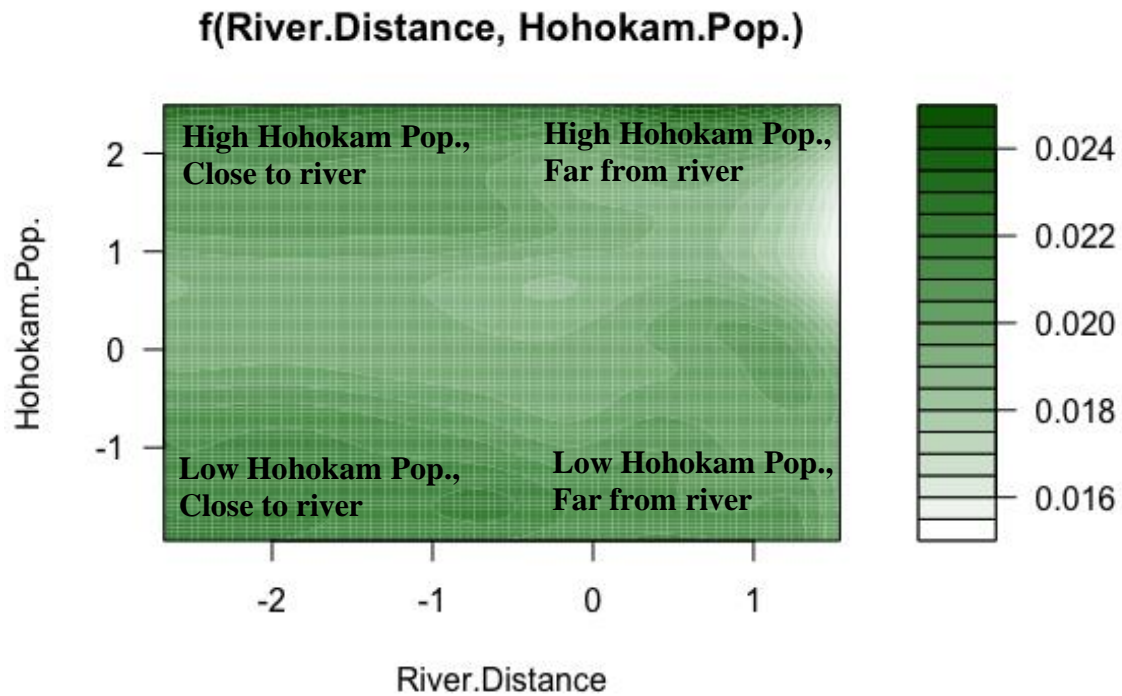 f(River.Distance, Hohokam.Pop.)
High Hohokam Pop.,
Close to river
High Hohokam Pop.,
Far from river
Low Hohokam Pop.,
Close to river
Low Hohokam Pop.,
Far from river
Hohokam.Pop.
2
1
0
-1
-2
-1
0
1
River.Distance
0.024
0.022
0.020
0.018
0.016